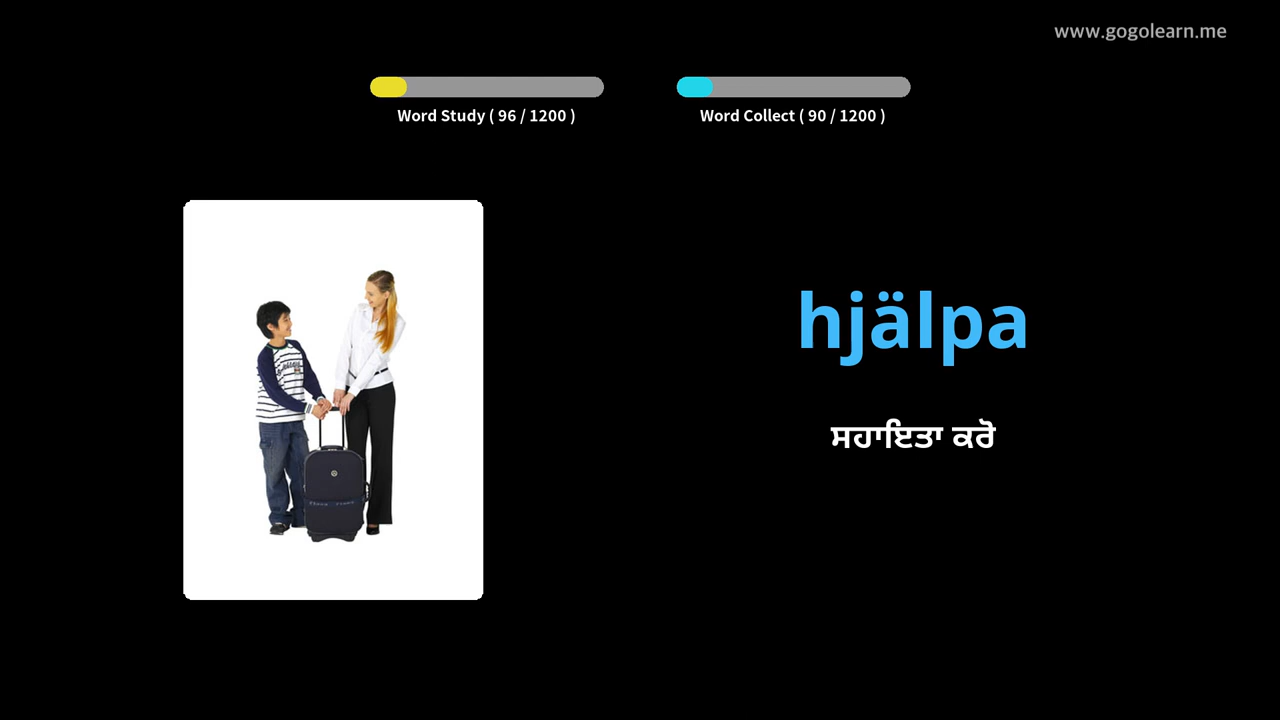 www.gogolearn.me
Word Study ( 96 / 1200 )
Word Collect ( 90 / 1200 )
hjälpa
ਸਹਾਇਤਾ ਕਰੋ